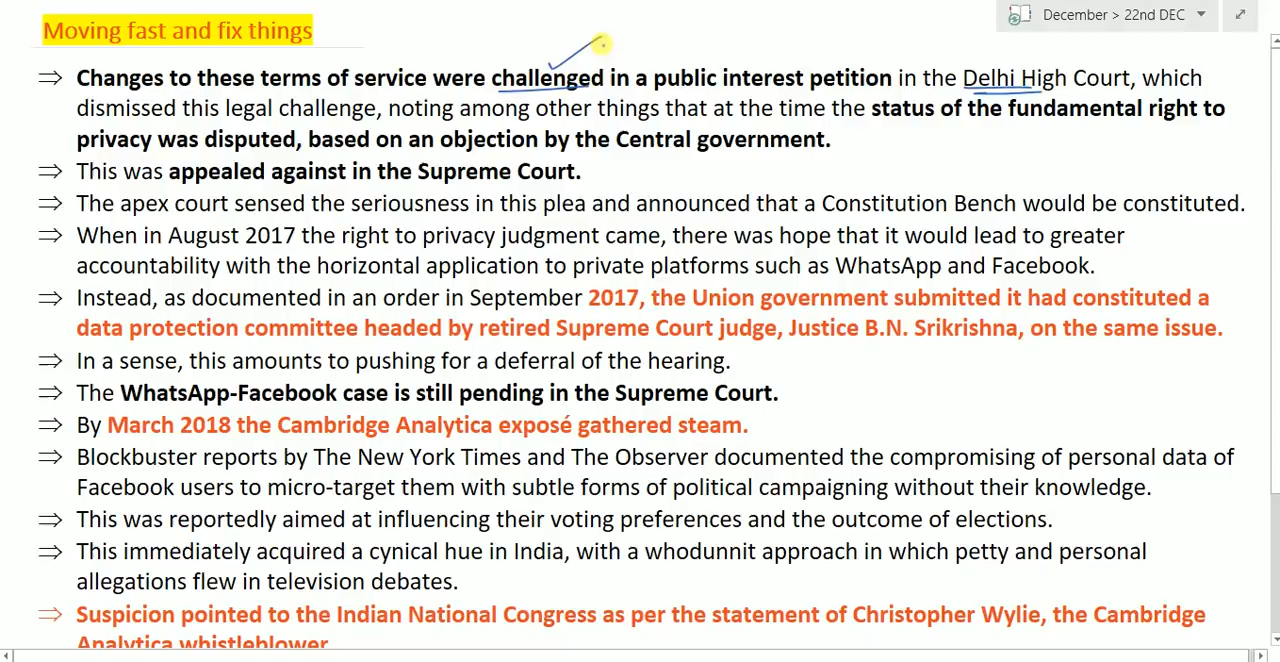 Moving fast and fix things
December > 22nd DEC
⇒ Changes to these terms of service were challenged in a public interest petition in the Delhi High Court, which
dismissed this legal challenge, noting among other things that at the time the status of the fundamental right to
privacy was disputed, based on an objection by the Central government.
⇒ This was appealed against in the Supreme Court.
⇒ The apex court sensed the seriousness in this plea and announced that a Constitution Bench would be constituted.
⇒ When in August 2017 the right to privacy judgment came, there was hope that it would lead to greater
accountability with the horizontal application to private platforms such as WhatsApp and Facebook.
⇒ Instead, as documented in an order in September 2017, the Union government submitted it had constituted a
data protection committee headed by retired Supreme Court judge, Justice B.N. Srikrishna, on the same issue.
⇒ In a sense, this amounts to pushing for a deferral of the hearing.
⇒ The WhatsApp-Facebook case is still pending in the Supreme Court.
⇒ By March 2018 the Cambridge Analytica exposé gathered steam.
⇒ Blockbuster reports by The New York Times and The Observer documented the compromising of personal data of
Facebook users to micro-target them with subtle forms of political campaigning without their knowledge.
⇒ This was reportedly aimed at influencing their voting preferences and the outcome of elections.
⇒ This immediately acquired a cynical hue in India, with a whodunnit approach in which petty and personal
allegations flew in television debates.
⇒ Suspicion pointed to the Indian National Congress as per the statement of Christopher Wylie, the Cambridge
Analytica whistleblower